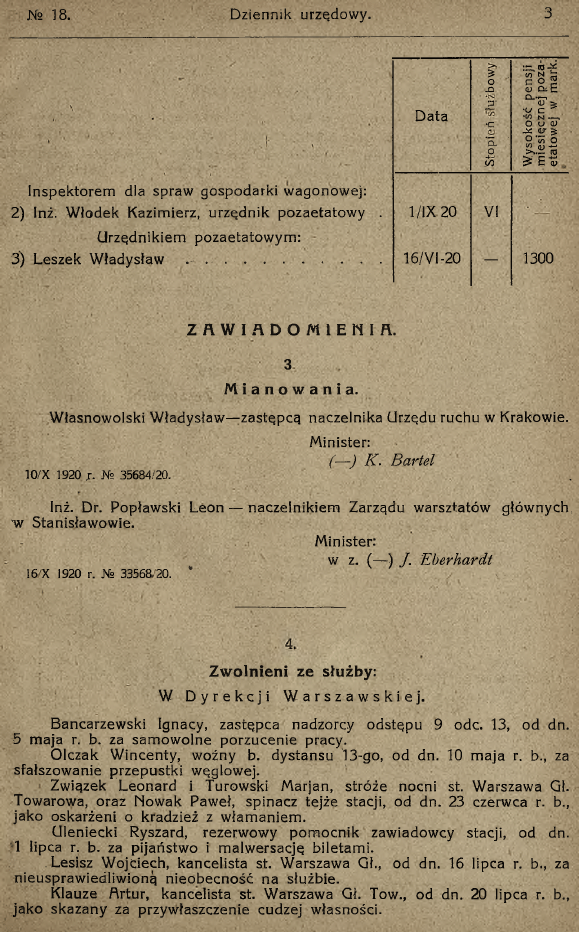 № 18. Dziennik urzędowy. 3
Data
Stopień służbowy
Wysokość pensji
miesięcznej poza-
etatowej w mark.
Inspektorem dla spraw gospodarki wagonowej:
2) Inż. Włodek Kazimierz, urzędnik pozaetatowy . 1/IX 20 VI —
Urzędnikiem pozaetatowym:
3) Leszek Władysław . . . . . . . . . . . 16/VI-20 — 1300
ZAWIADOMIENIA.
3.
Mianowania.
Własnowolski Władysław—zastępcą naczelnika Urzędu ruchu w Krakowie.
Minister:
(—) K. Bartel
10/X 1920 r. № 35684/20.
Inż. Dr. Popławski Leon — naczelnikiem Zarządu warsztatów głównych
w Stanisławowie.
Minister:
w z. (—) J. Eberhardt
16/X 1920 r. № 33568/20.
4.
Zwolnieni ze służby:
W Dyrekcji Warszawskiej.
Bancarzewski Ignacy, zastępca nadzorcy odstępu 9 odc. 13, od dn.
5 maja r. b. za samowolne porzucenie pracy.
Olczak Wincenty, woźny b. dystansu 13-go, od dn. 10 maja r. b., za
sfałszowanie przepustki węglowej.
Związek Leonard i Turowski Marjan, stróże nocni st. Warszawa Gł.
Towarowa, oraz Nowak Paweł, spinacz tejże stacji, od dn. 23 czerwca r. b.,
jako oskarżeni o kradzież z włamaniem.
Uleniecki Ryszard, rezerwowy pomocnik zawiadowcy stacji, od dn.
1 lipca r. b. za pijaństwo i malwersację biletami.
Lesisz Wojciech, kancelista st. Warszawa Gł., od dn. 16 lipca r. b., za
nieusprawiedliwioną nieobecność na służbie.
Klauze Artur, kancelista st. Warszawa Gł. Tow., od dn. 20 lipca r. b.,
jako skazany za przywłaszczenie cudzej własności.